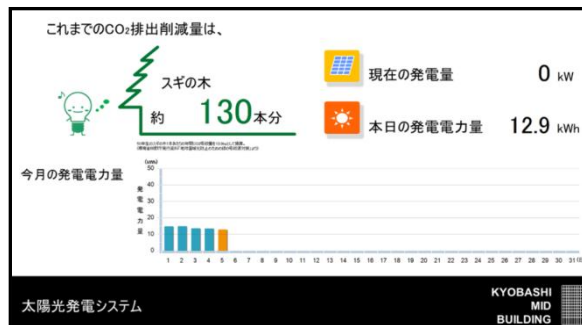 これまでのCO₂排出削減量は、
スギの木
約 130本分
現在の発電量 0 kW
本日の発電電力量 12.9 kWh
今月の発電電力量
(kWh)
発電電力量
50
40
30
20
10
0
1 2 3 4 5 6 7 8 9 10 11 12 13 14 15 16 17 18 19 20 21 22 23 24 25 26 27 28 29 30 31(日)
太陽光発電システム
KYOBASHI
MID
BUILDING